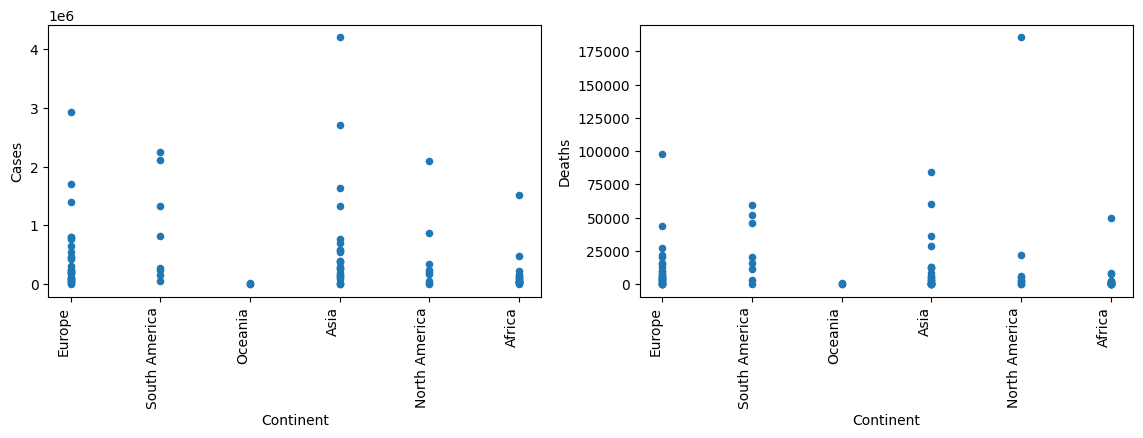 1e6
4
3
2
1
0
Cases
Europe
South America
Oceania
Asia
North America
Africa
Continent
175000
150000
125000
100000
75000
50000
25000
0
Deaths
Europe
South America
Oceania
Asia
North America
Africa
Continent